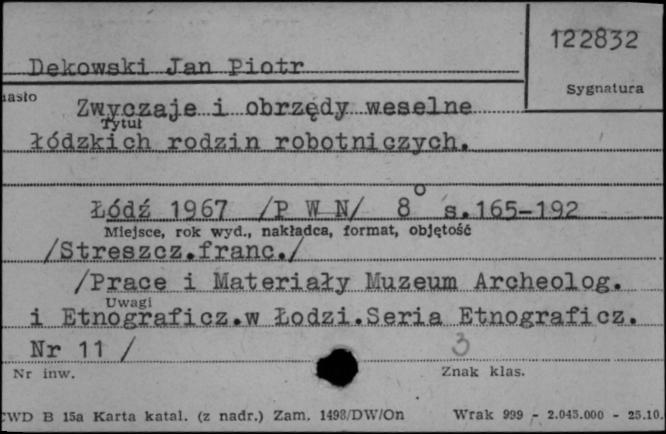 122832
Dekowski Jan Piotr
Sygnatura
asło
Zwyczaje i obrzędy weselne
Tytuł
łódzkich rodzin robotniczych.
Łódź 1967 /P W N/ 8° s.165-192
Miejsce, rok wyd., nakładca, format, objętość
/Streszcz.franc./
/Prace i Materiały Muzeum Archeolog.
Uwagi
i Etnograficz.w Łodzi.Seria Etnograficz.
Nr 11 /
3
Nr inw.
Znak klas.
WD B 15a Karta katal. (z nadr.) Zam. 1498/DW/On Wrak 999 - 2.045.000 - 25.10.